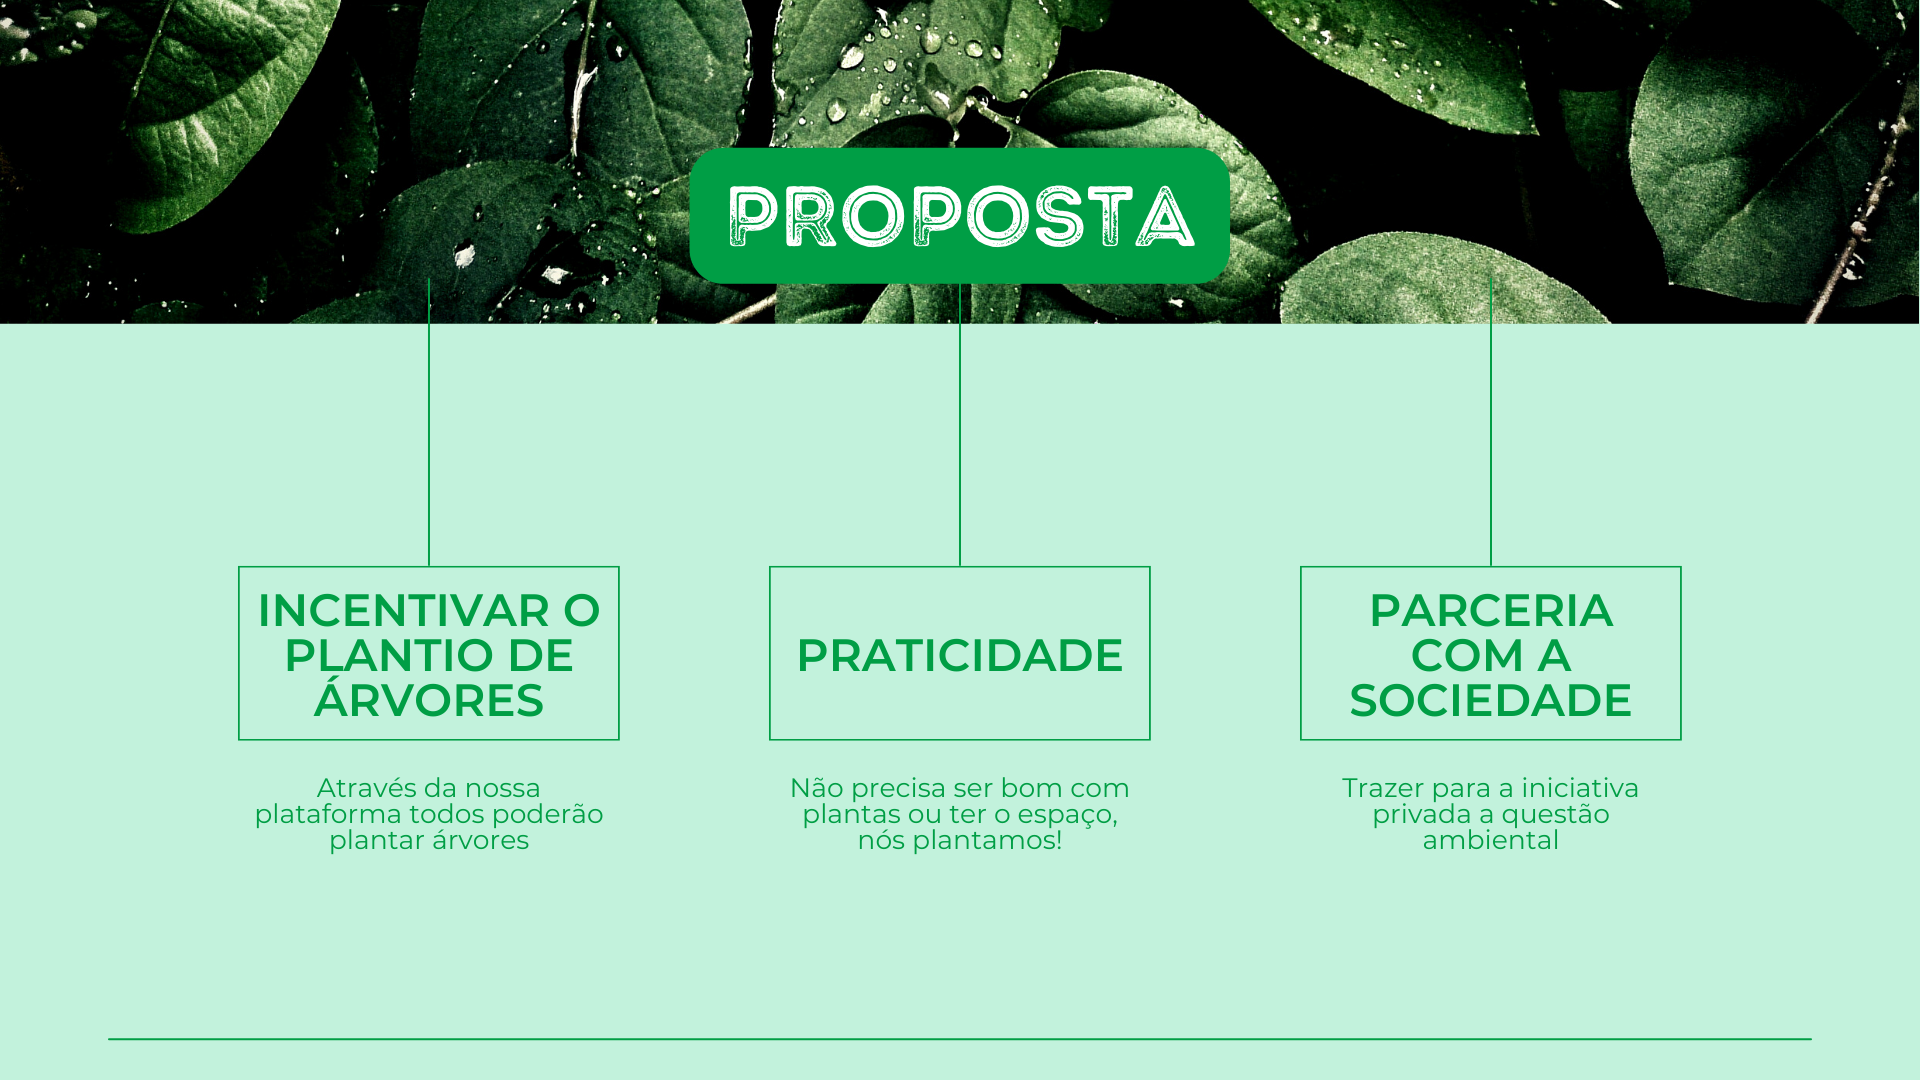 PROPOSTA
INCENTIVAR O
PLANTIO DE
ÁRVORES
Através da nossa
plataforma todos poderão
plantar árvores
PRATICIDADE
Não precisa ser bom com
plantas ou ter o espaço,
nós plantamos!
PARCERIA
COM A
SOCIEDADE
Trazer para a iniciativa
privada a questão
ambiental